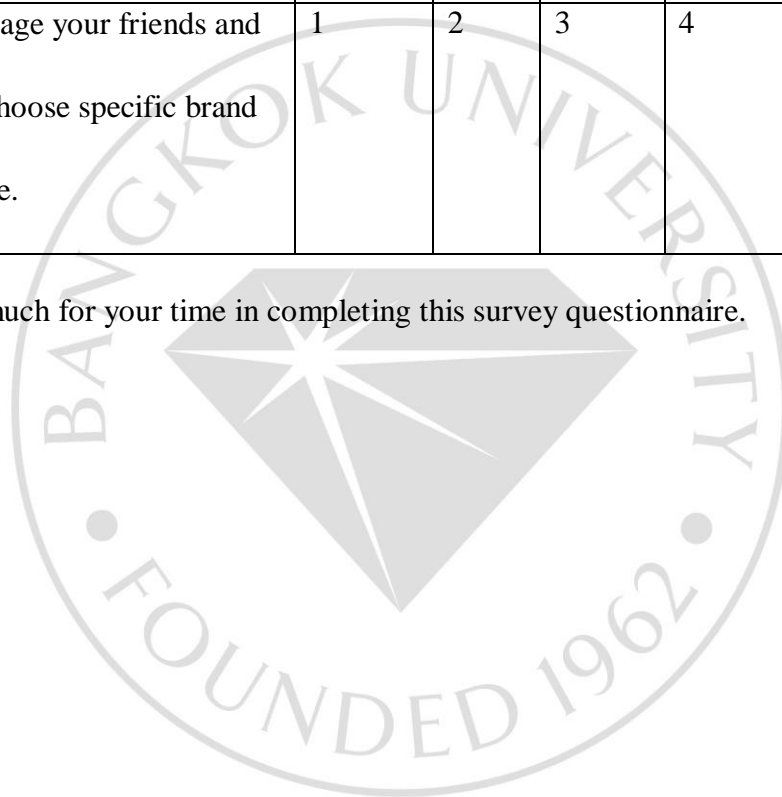 age your friends and 1 2 3 4
hoose specific brand
e.
uch for your time in completing this survey questionnaire.
BANGKOK UNIVERSITY
FOUNDED 1962